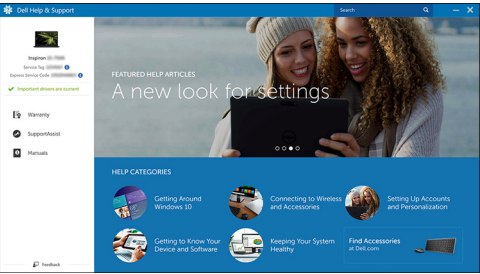 Dell Help & Support
Search
Inspiron
Service Tag
Express Service Code
Important drivers are current
Warranty
SupportAssist
Manuals
Feedback
FEATURED HELP ARTICLES
A new look for settings
HELP CATEGORIES
Getting Around
Windows 10
Connecting to Wireless
and Accessories
Setting Up Accounts
and Personalization
Getting to Know Your
Device and Software
Keeping Your System
Healthy
Find Accessories
at Dell.com